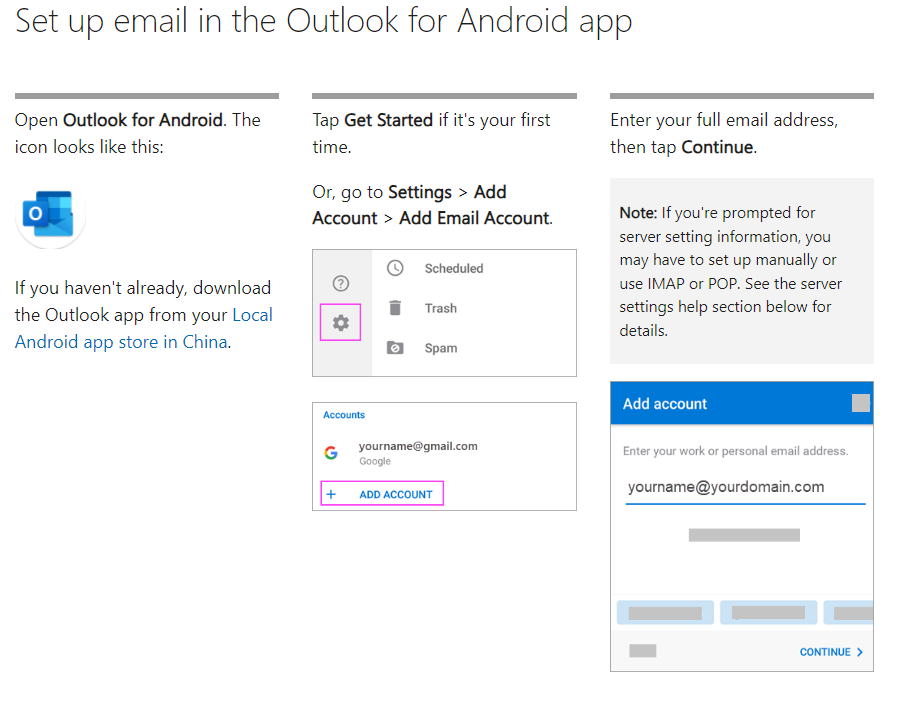 Set up email in the Outlook for Android app
Open Outlook for Android. The
icon looks like this:
O
If you haven't already, download
the Outlook app from your Local
Android app store in China.
Tap Get Started if it's your first
time.
Or, go to Settings > Add
Account > Add Email Account.
?
Scheduled
Trash
Spam
Accounts
G
yourname@gmail.com
Google
+ ADD ACCOUNT
Enter your full email address,
then tap Continue.
Note: If you're prompted for
server setting information, you
may have to set up manually or
use IMAP or POP. See the server
settings help section below for
details.
Add account
Enter your work or personal email address.
yourname@yourdomain.com
CONTINUE >